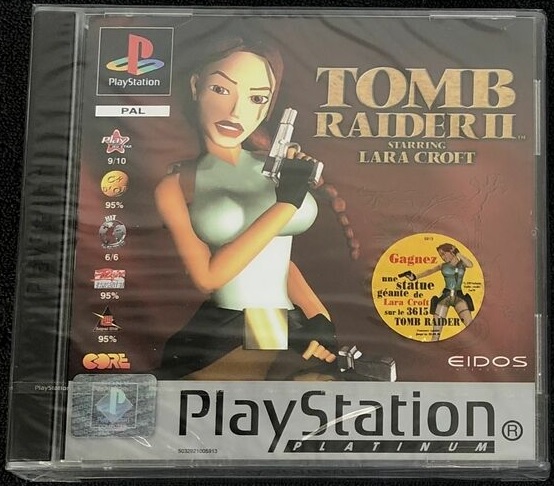 PlayStation
PAL
TOMB
RAIDER II
STARRING
LARA CROFT
9/10
95%
6/6
95%
95%
CORE
Gagnez
une
statue
géante de
Lara Croft
sur le 3615
TOMB RAIDER
EIDOS
PlayStation
PlayStation®
PLATINUM